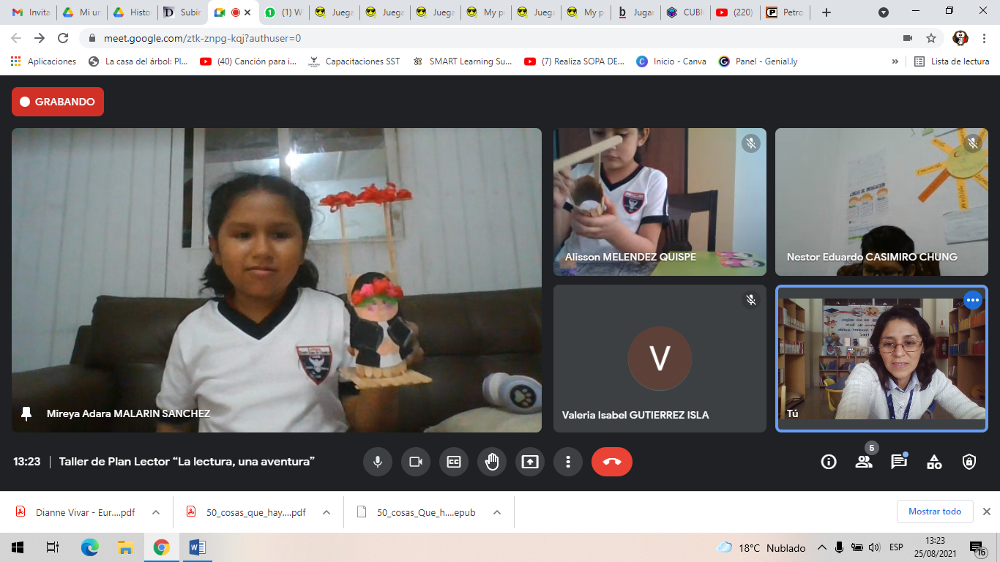 Invita
Mi un
Histo
Subir
(1) W
Juega
Juega
Juega
My p
Juega
My p
Jugar
CUBI
(220)
Petro
meet.google.com/ztk-znpg-kqj?authuser=0
Aplicaciones
La casa del árbol: Pl...
(40) Canción para i...
Capacitaciones SST
SMART Learning Su...
(7) Realiza SOPA DE...
Inicio - Canva
Panel - Genial.ly
»
Lista de lectura
GRABANDO
Alisson MELENDEZ QUISPE
Nestor Eduardo CASIMIRO CHUNG
Mireya Adara MALARIN SANCHEZ
V
Valeria Isabel GUTIERREZ ISLA
Tú
13:23 | Taller de Plan Lector “La lectura, una aventura”
CC
5
Dianne Vivar - Eur....pdf
50_cosas_que_hay....pdf
50_cosas_Que_h....epub
Mostrar todo
18°C Nublado
ESP
13:23
25/08/2021
16